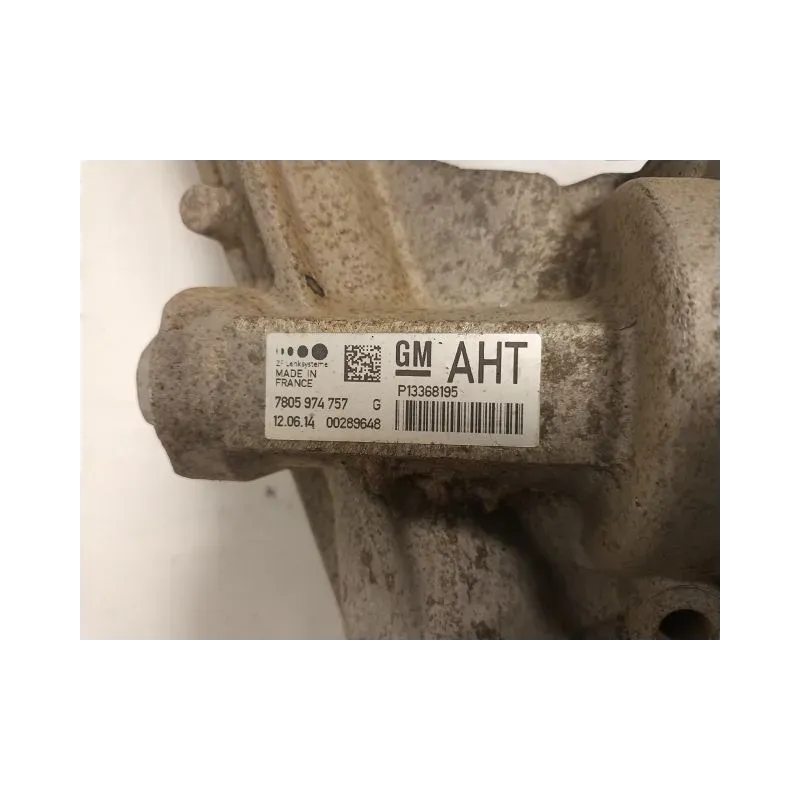 ZF Lenksysteme
MADE IN
FRANCE
7805 974 757 G
12.06.14 00289648
GM AHT
P13368195